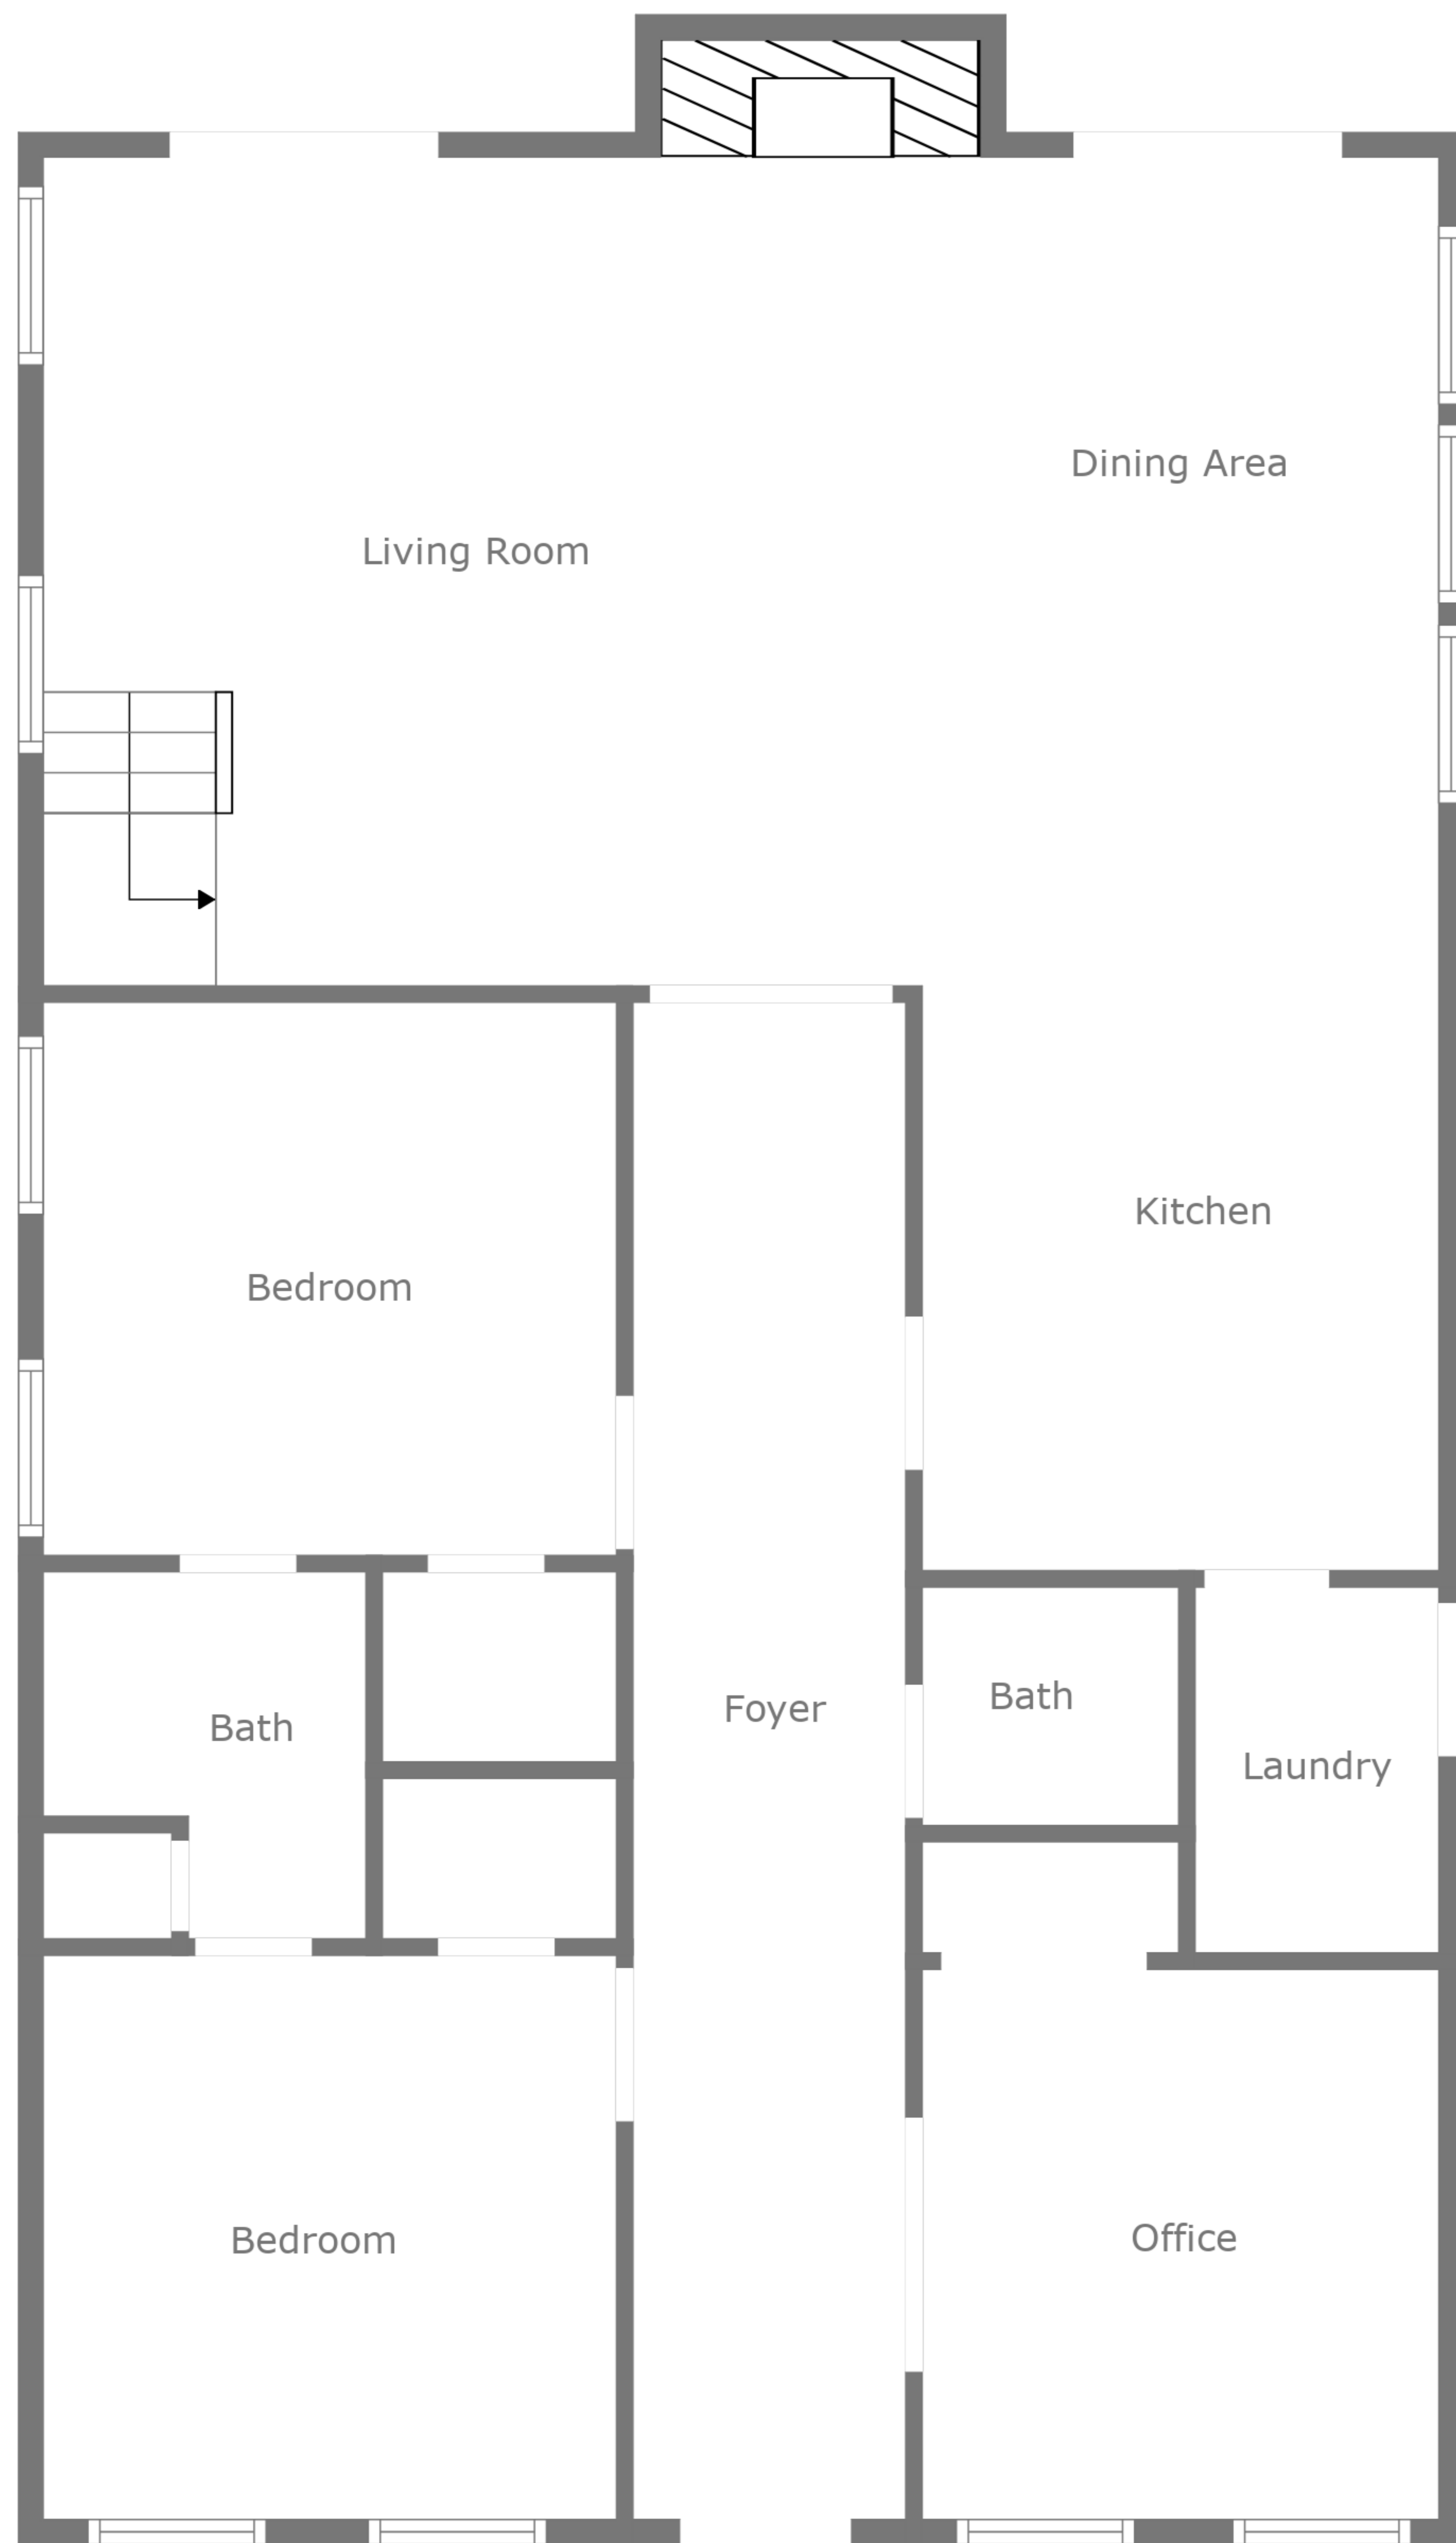 Dining Area
Living Room
Kitchen
Bedroom
Bath
Foyer
Bath
Laundry
Bedroom
Office